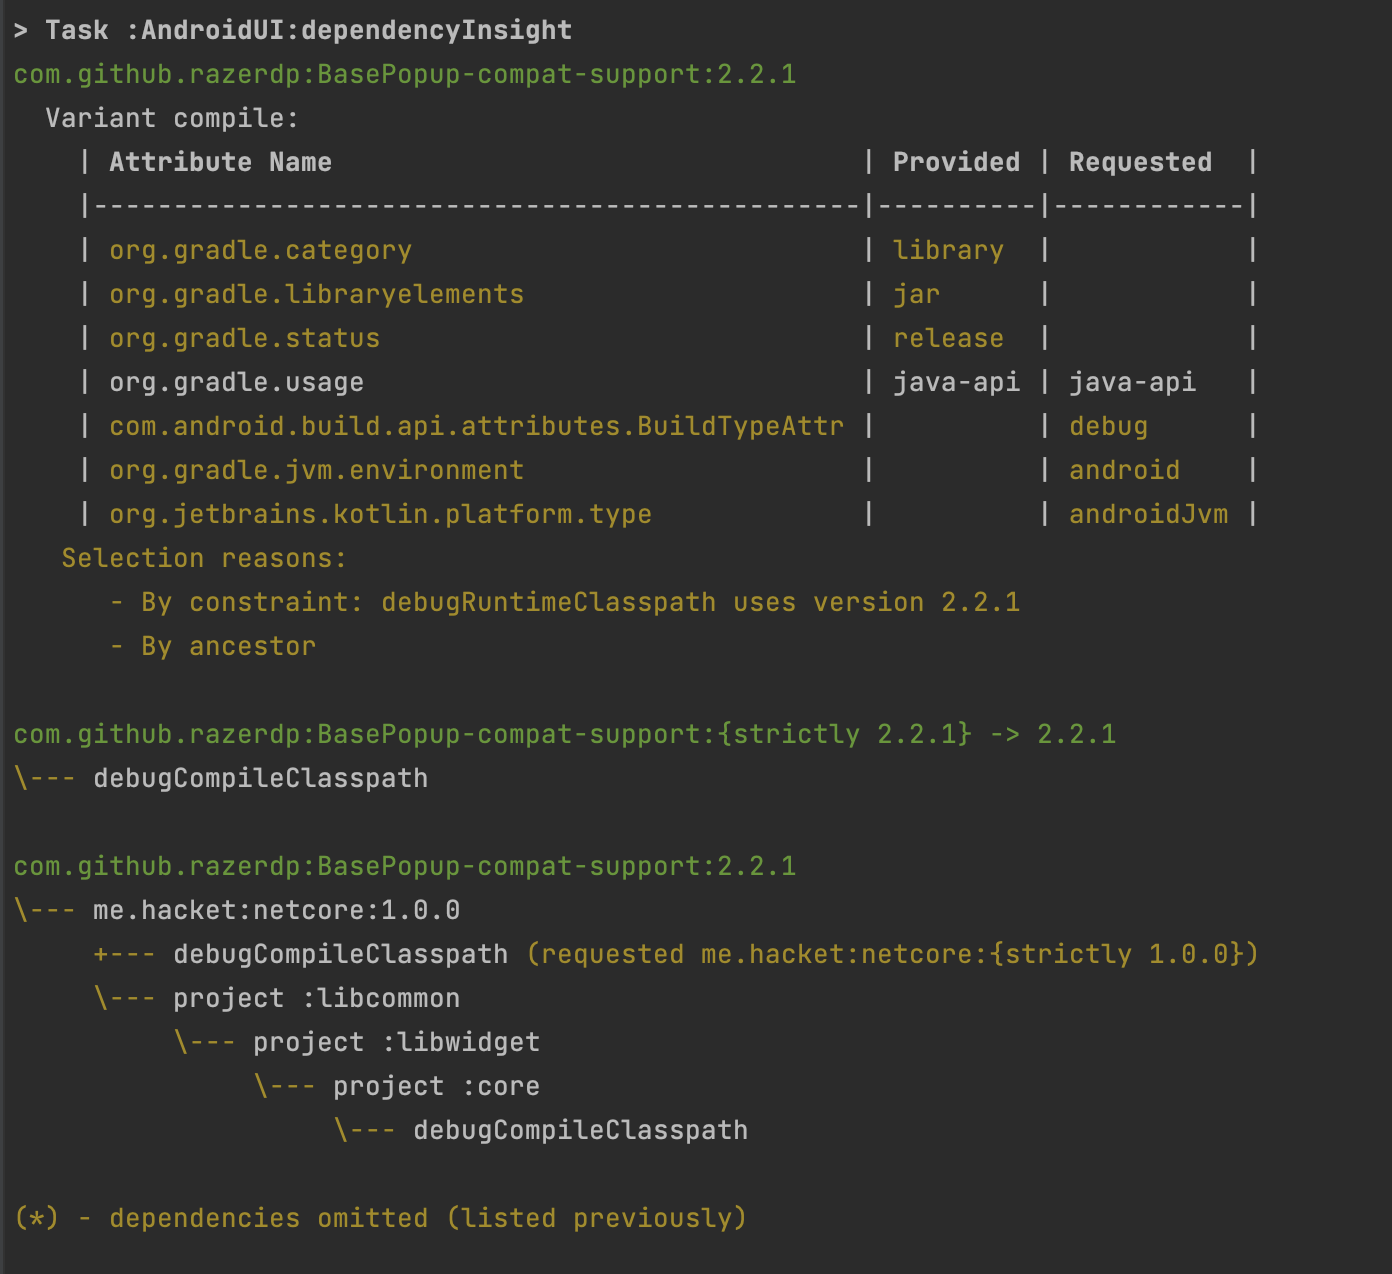 > Task :AndroidUI:dependencyInsight
com.github.razerdp:BasePopup-compat-support:2.2.1
  Variant compile:
    | Attribute Name                                 | Provided | Requested  |
    |------------------------------------------------|----------|------------|
    | org.gradle.category                            | library  |            |
    | org.gradle.libraryelements                     | jar      |            |
    | org.gradle.status                              | release  |            |
    | org.gradle.usage                               | java-api | java-api   |
    | com.android.build.api.attributes.BuildTypeAttr |          | debug      |
    | org.gradle.jvm.environment                     |          | android    |
    | org.jetbrains.kotlin.platform.type             |          | androidJvm |
   Selection reasons:
      - By constraint: debugRuntimeClasspath uses version 2.2.1
      - By ancestor

com.github.razerdp:BasePopup-compat-support:{strictly 2.2.1} -> 2.2.1
\--- debugCompileClasspath

com.github.razerdp:BasePopup-compat-support:2.2.1
\--- me.hacket:netcore:1.0.0
     +--- debugCompileClasspath (requested me.hacket:netcore:{strictly 1.0.0})
     \--- project :libcommon
          \--- project :libwidget
               \--- project :core
                    \--- debugCompileClasspath

(*) - dependencies omitted (listed previously)